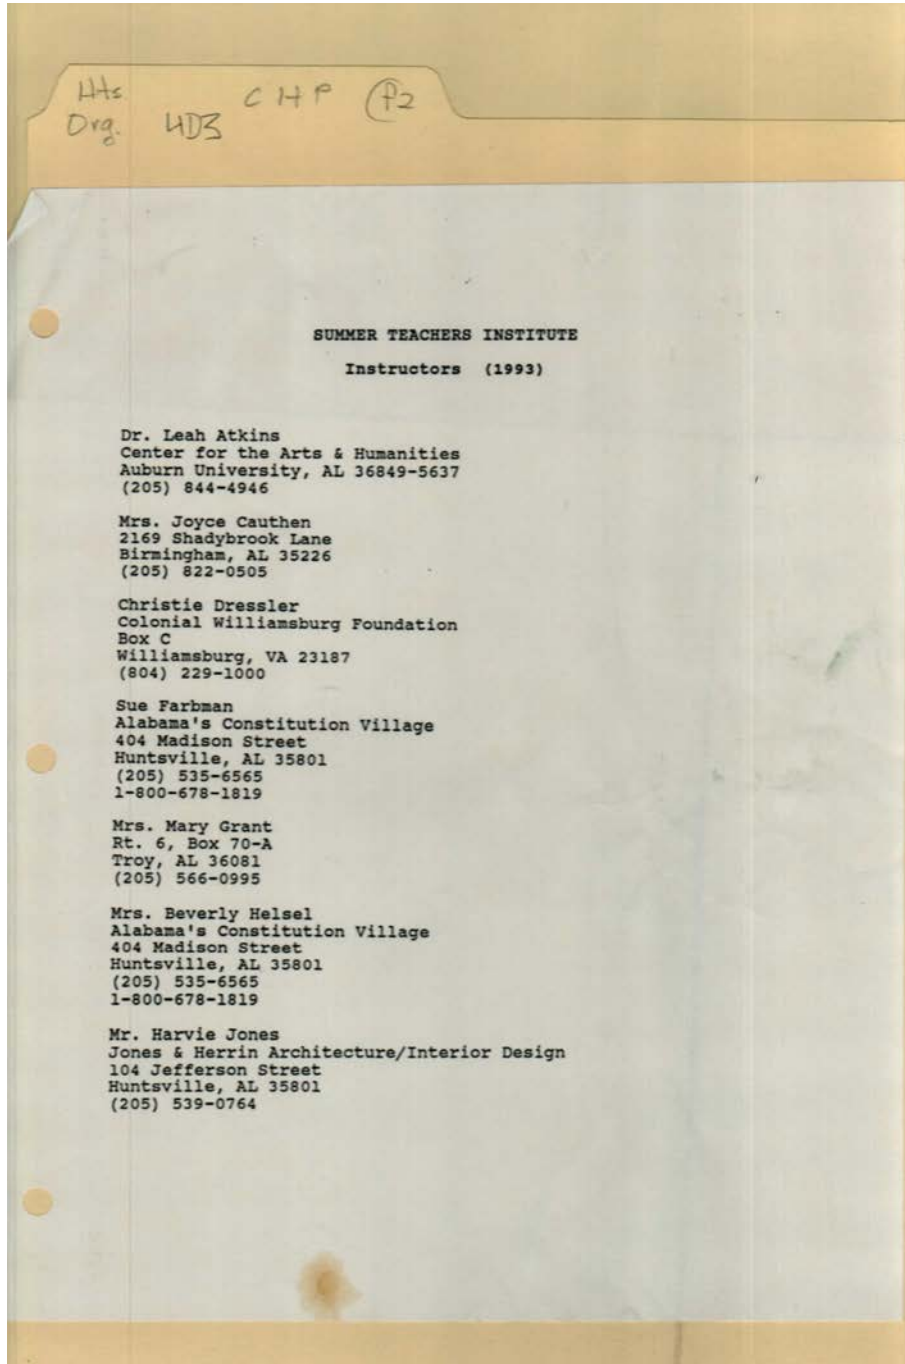 Hts C H P P2
Org. 4D3
SUMMER TEACHERS INSTITUTE
Instructors (1993)
Dr. Leah Atkins
Center for the Arts & Humanities
Auburn University, AL 36849-5637
(205) 844-4946
Mrs. Joyce Cauthen
2169 Shadybrook Lane
Birmingham, AL 35226
(205) 822-0505
Christie Dressler
Colonial Williamsburg Foundation
Box C
Williamsburg, VA 23187
(804) 229-1000
Sue Farbman
Alabama's Constitution Village
404 Madison Street
Huntsville, AL 35801
(205) 535-6565
1-800-678-1819
Mrs. Mary Grant
Rt. 6, Box 70-A
Troy, AL 36081
(205) 566-0995
Mrs. Beverly Helsel
Alabama's Constitution Village
404 Madison Street
Huntsville, AL 35801
(205) 535-6565
1-800-678-1819
Mr. Harvie Jones
Jones & Herrin Architecture/Interior Design
104 Jefferson Street
Huntsville, AL 35801
(205) 539-0764